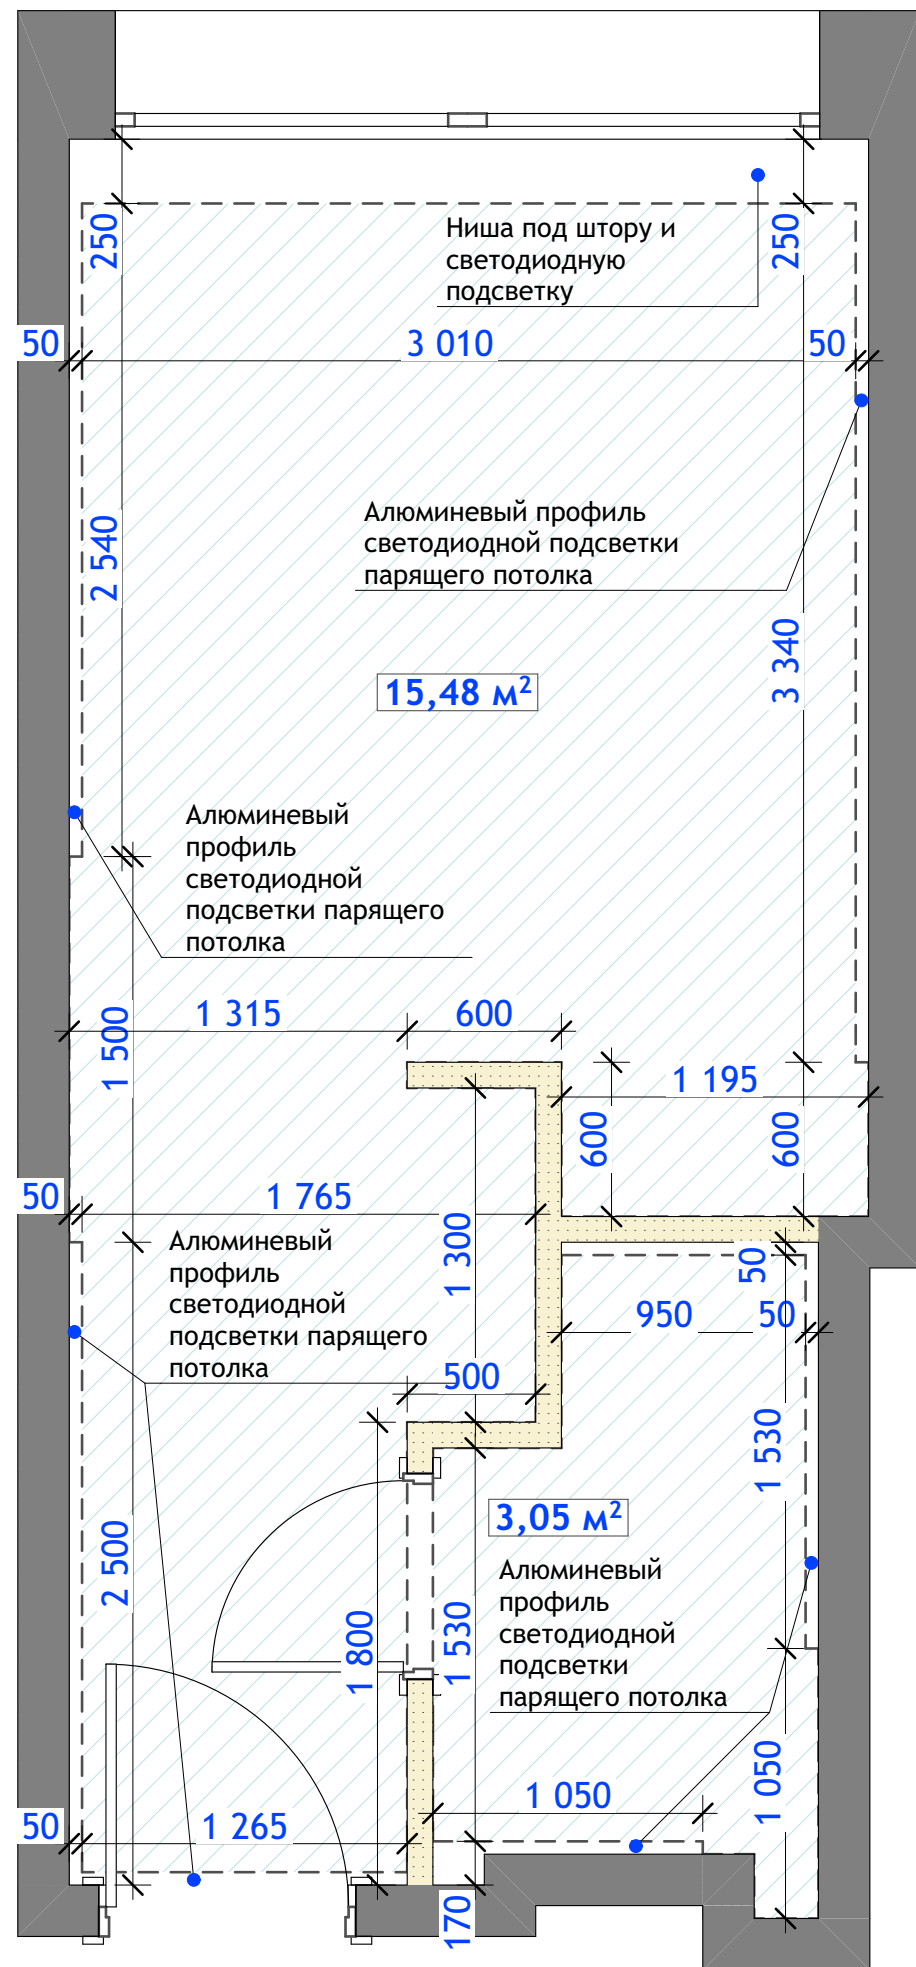 250
250
Ниша под штору и
светодиодную
подсветку
50
3 010
50
Алюминевый профиль
светодиодной подсветки
парящего потолка
2 540
3 340
15,48 м²
Алюминевый
профиль
светодиодной
подсветки парящего
потолка
1 315
600
1 500
1 195
600
600
50
1 765
1 300
Алюминевый
профиль
светодиодной
подсветки парящего
потолка
50
950
50
500
1 530
3,05 м²
2 500
1 800
1 530
Алюминевый
профиль
светодиодной
подсветки
парящего потолка
1 050
1 050
50
1 265
170